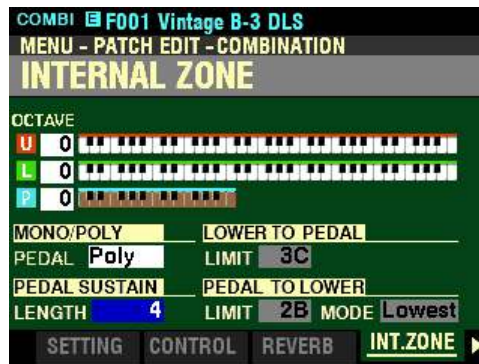 COMBI E F001 Vintage B-3 DLS
MENU - PATCH EDIT - COMBINATION
INTERNAL ZONE
OCTAVE
U 0
L 0
P 0
MONO/POLY LOWER TO PEDAL
PEDAL Poly LIMIT 3C
PEDAL SUSTAIN PEDAL TO LOWER
LENGTH 4 LIMIT 2B MODE Lowest
SETTING CONTROL REVERB INT.ZONE